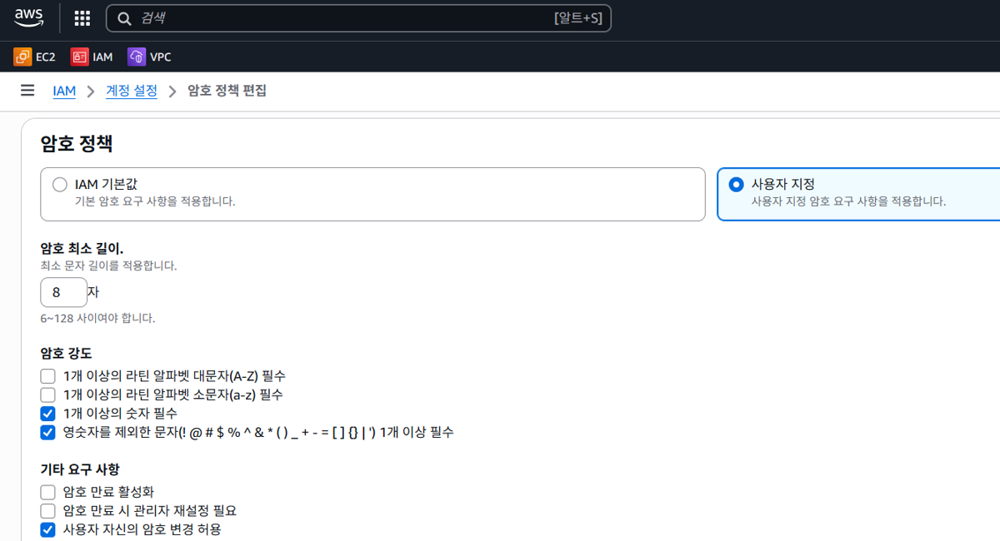 aws
검색 [알트+S]
EC2 IAM VPC
IAM 계정 설정 암호 정책 편집
암호 정책
IAM 기본값
기본 암호 요구 사항을 적용합니다.
사용자 지정
사용자 지정 암호 요구 사항을 적용합니다.
암호 최소 길이.
최소 문자 길이를 적용합니다.
8 자
6~128 사이여야 합니다.
암호 강도
1개 이상의 라틴 알파벳 대문자(A-Z) 필수
1개 이상의 라틴 알파벳 소문자(a-z) 필수
1개 이상의 숫자 필수
영숫자를 제외한 문자(! @ # $ % ^ & * ( ) _ + - = [ ] {} | ') 1개 이상 필수
기타 요구 사항
암호 만료 활성화
암호 만료 시 관리자 재설정 필요
사용자 자신의 암호 변경 허용